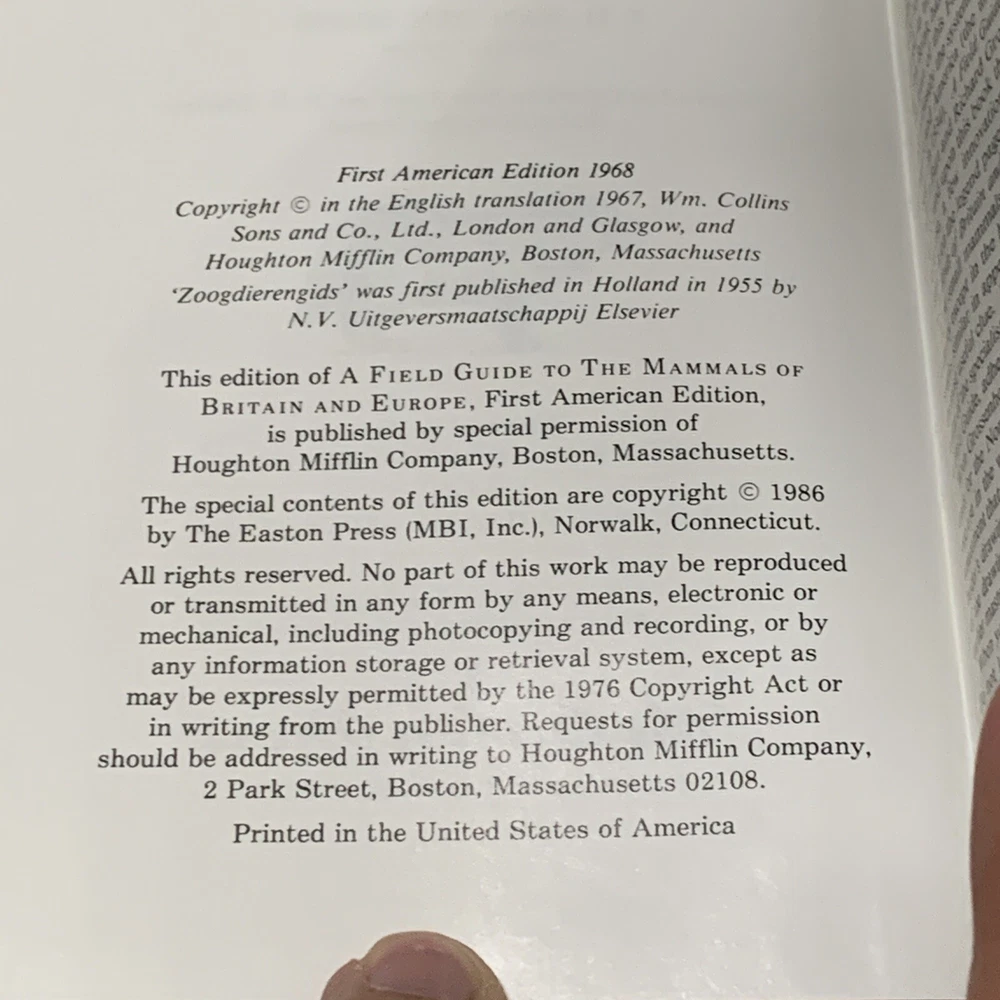 First American Edition 1968
Copyright © in the English translation 1967, Wm. Collins
Sons and Co., Ltd., London and Glasgow, and
Houghton Mifflin Company, Boston, Massachusetts
'Zoogdierengids' was first published in Holland in 1955 by
N.V. Uitgeversmaatschappij Elsevier
This edition of A FIELD GUIDE TO THE MAMMALS OF
BRITAIN AND EUROPE, First American Edition,
is published by special permission of
Houghton Mifflin Company, Boston, Massachusetts.
The special contents of this edition are copyright © 1986
by The Easton Press (MBI, Inc.), Norwalk, Connecticut.
All rights reserved. No part of this work may be reproduced
or transmitted in any form by any means, electronic or
mechanical, including photocopying and recording, or by
any information storage or retrieval system, except as
may be expressly permitted by the 1976 Copyright Act or
in writing from the publisher. Requests for permission
should be addressed in writing to Houghton Mifflin Company,
2 Park Street, Boston, Massachusetts 02108.
Printed in the United States of America